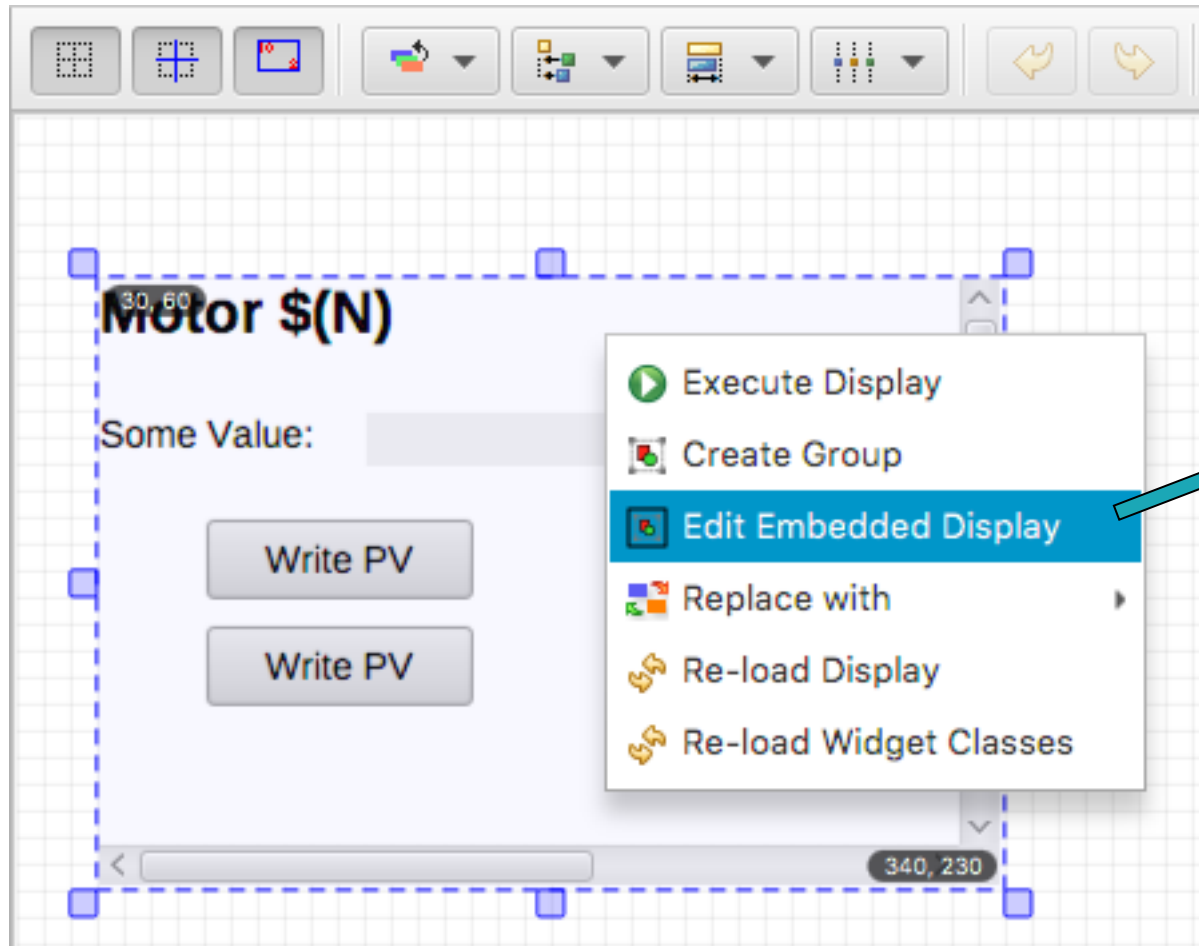 30, 60
Motor $(N)
Some Value:
Write PV
Write PV
340, 230
Execute Display
Create Group
Edit Embedded Display
Replace with
Re-load Display
Re-load Widget Classes